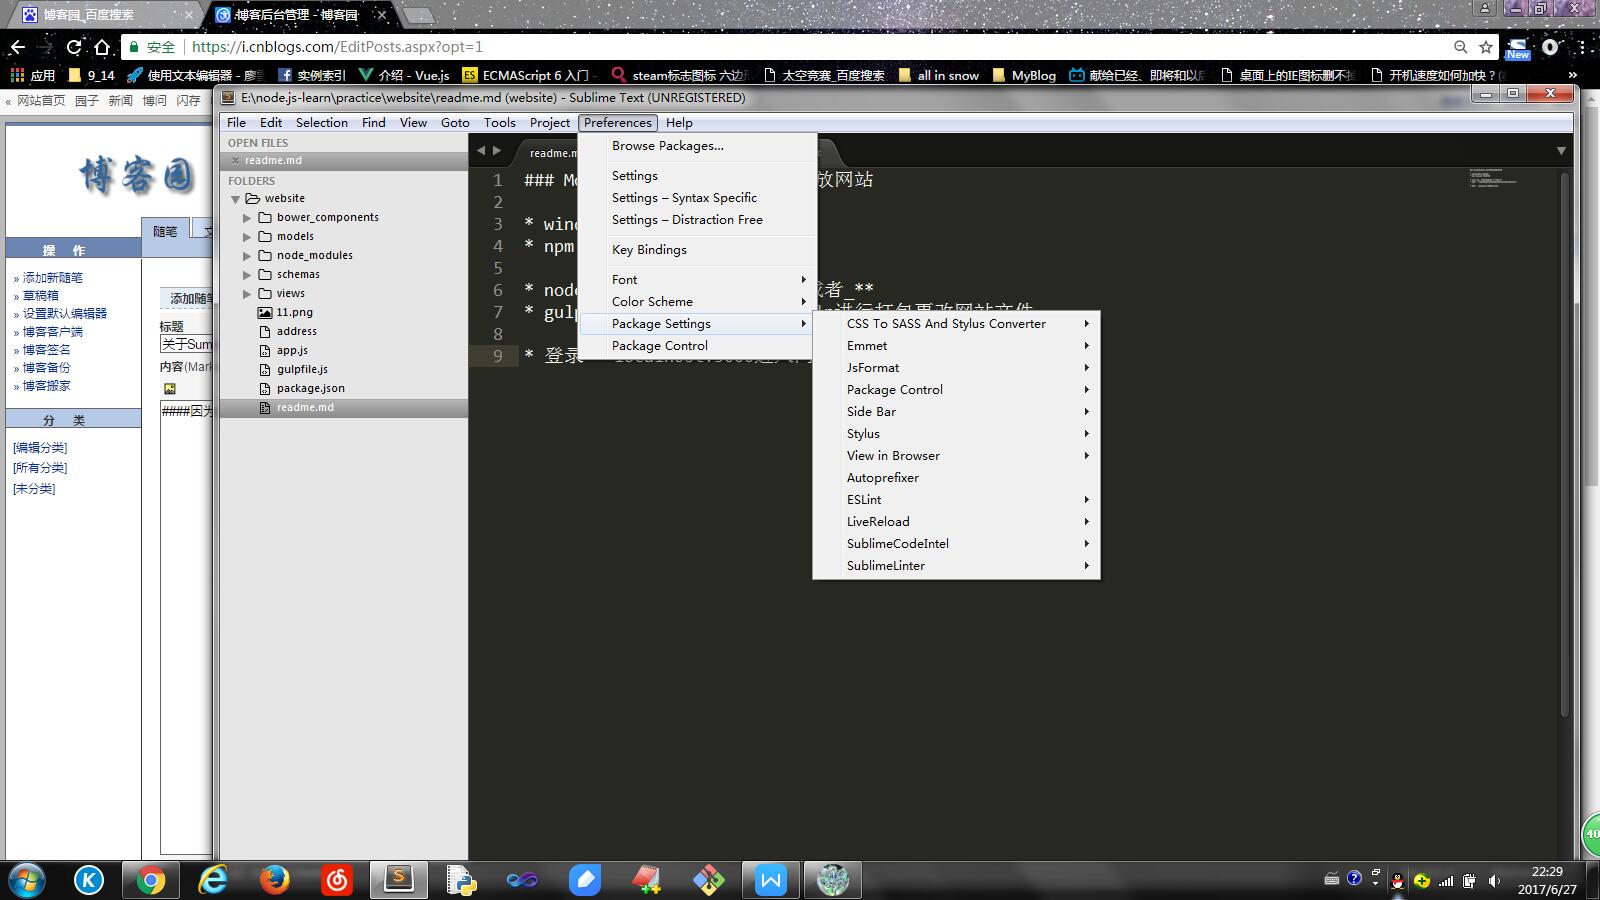 博客园_百度搜索
博客后台管理 - 博客园
安全
https://i.cnblogs.com/EditPosts.aspx?opt=1
New
应用
9_14
使用文本编辑器 - 廖
实例索引
介绍 - Vue.js
ES
ECMAScript 6 入门
steam标志图标 六边
太空竞赛_百度搜索
all in snow
MyBlog
献给已经、即将和以
桌面上的IE图标删不
开机速度如何加快？(
»
« 网站首页 园子 新闻 博问 闪存
博客园
随笔
操 作
» 添加新随笔
» 草稿箱
» 设置默认编辑器
» 博客客户端
» 博客签名
» 博客备份
» 博客搬家
分 类
[编辑分类]
[所有分类]
[未分类]
添加随笔
标题
关于Sum
内容(Mark
####因为
E:\node.js-learn\practice\website\readme.md (website) - Sublime Text (UNREGISTERED)
File Edit Selection Find View Goto Tools Project Preferences Help
OPEN FILES
readme.md
FOLDERS
website
bower_components
models
node_modules
schemas
views
11.png
address
app.js
gulpfile.js
package.json
readme.md
readme.m
1 ### Mo 放网站
2
3 * wind
4 * npm
5
6 * node 或者_**
7 * gulp 进行打包更改网站文件
8
9 * 登录
Browse Packages...
Settings
Settings – Syntax Specific
Settings – Distraction Free
Key Bindings
Font
Color Scheme
Package Settings
Package Control
CSS To SASS And Stylus Converter
Emmet
JsFormat
Package Control
Side Bar
Stylus
View in Browser
Autoprefixer
ESLint
LiveReload
SublimeCodeIntel
SublimeLinter
40
22:29
2017/6/27